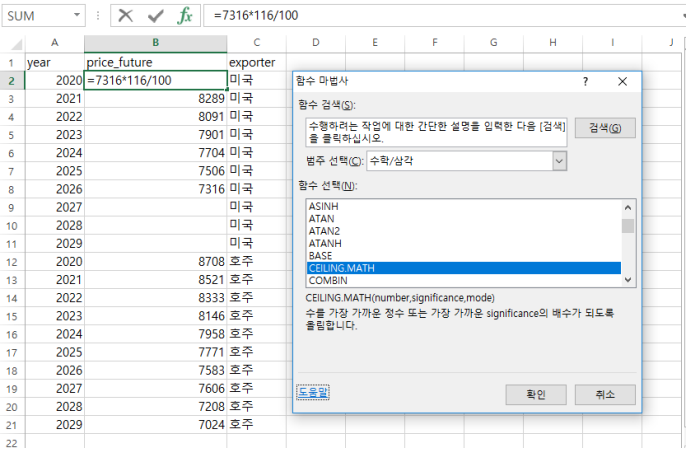 SUM
fx
=7316*116/100
A B C D E F G H I J
1 year price_future exporter
2 2020 =7316*116/100 미국
3 2021 8289 미국
4 2022 8091 미국
5 2023 7901 미국
6 2024 7704 미국
7 2025 7506 미국
8 2026 7316 미국
9 2027 미국
10 2028 미국
11 2029 미국
12 2020 8708 호주
13 2021 8521 호주
14 2022 8333 호주
15 2023 8146 호주
16 2024 7958 호주
17 2025 7771 호주
18 2026 7583 호주
19 2027 7606 호주
20 2028 7208 호주
21 2029 7024 호주
22
함수 마법사 ?
함수 검색(S):
수행하려는 작업에 대한 간단한 설명을 입력한 다음 [검색]
을 클릭하십시오.
검색(G)
범주 선택(C): 수학/삼각
함수 선택(N):
ASINH
ATAN
ATAN2
ATANH
BASE
CEILING.MATH
COMBIN
CEILING.MATH(number,significance,mode)
수를 가장 가까운 정수 또는 가장 가까운 significance의 배수가 되도록
올림합니다.
도움말
확인
취소